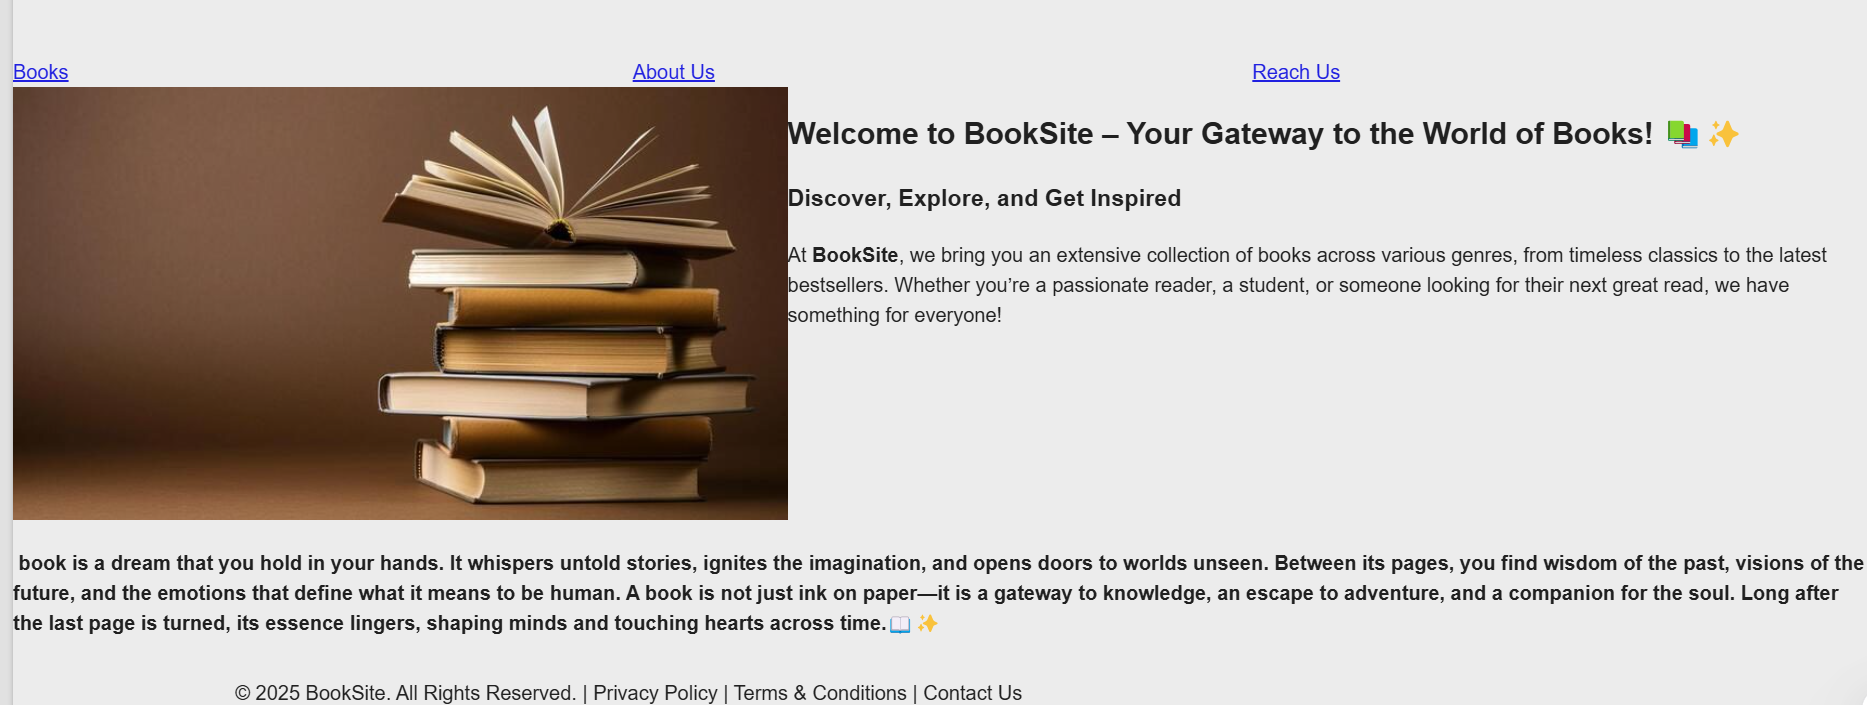 Books About Us Reach Us
Welcome to BookSite – Your Gateway to the World of Books! 📚 ✨
Discover, Explore, and Get Inspired
At BookSite, we bring you an extensive collection of books across various genres, from timeless classics to the latest
bestsellers. Whether you’re a passionate reader, a student, or someone looking for their next great read, we have
something for everyone!
book is a dream that you hold in your hands. It whispers untold stories, ignites the imagination, and opens doors to worlds unseen. Between its pages, you find wisdom of the past, visions of the
future, and the emotions that define what it means to be human. A book is not just ink on paper—it is a gateway to knowledge, an escape to adventure, and a companion for the soul. Long after
the last page is turned, its essence lingers, shaping minds and touching hearts across time.📖 ✨
© 2025 BookSite. All Rights Reserved. | Privacy Policy | Terms & Conditions | Contact Us